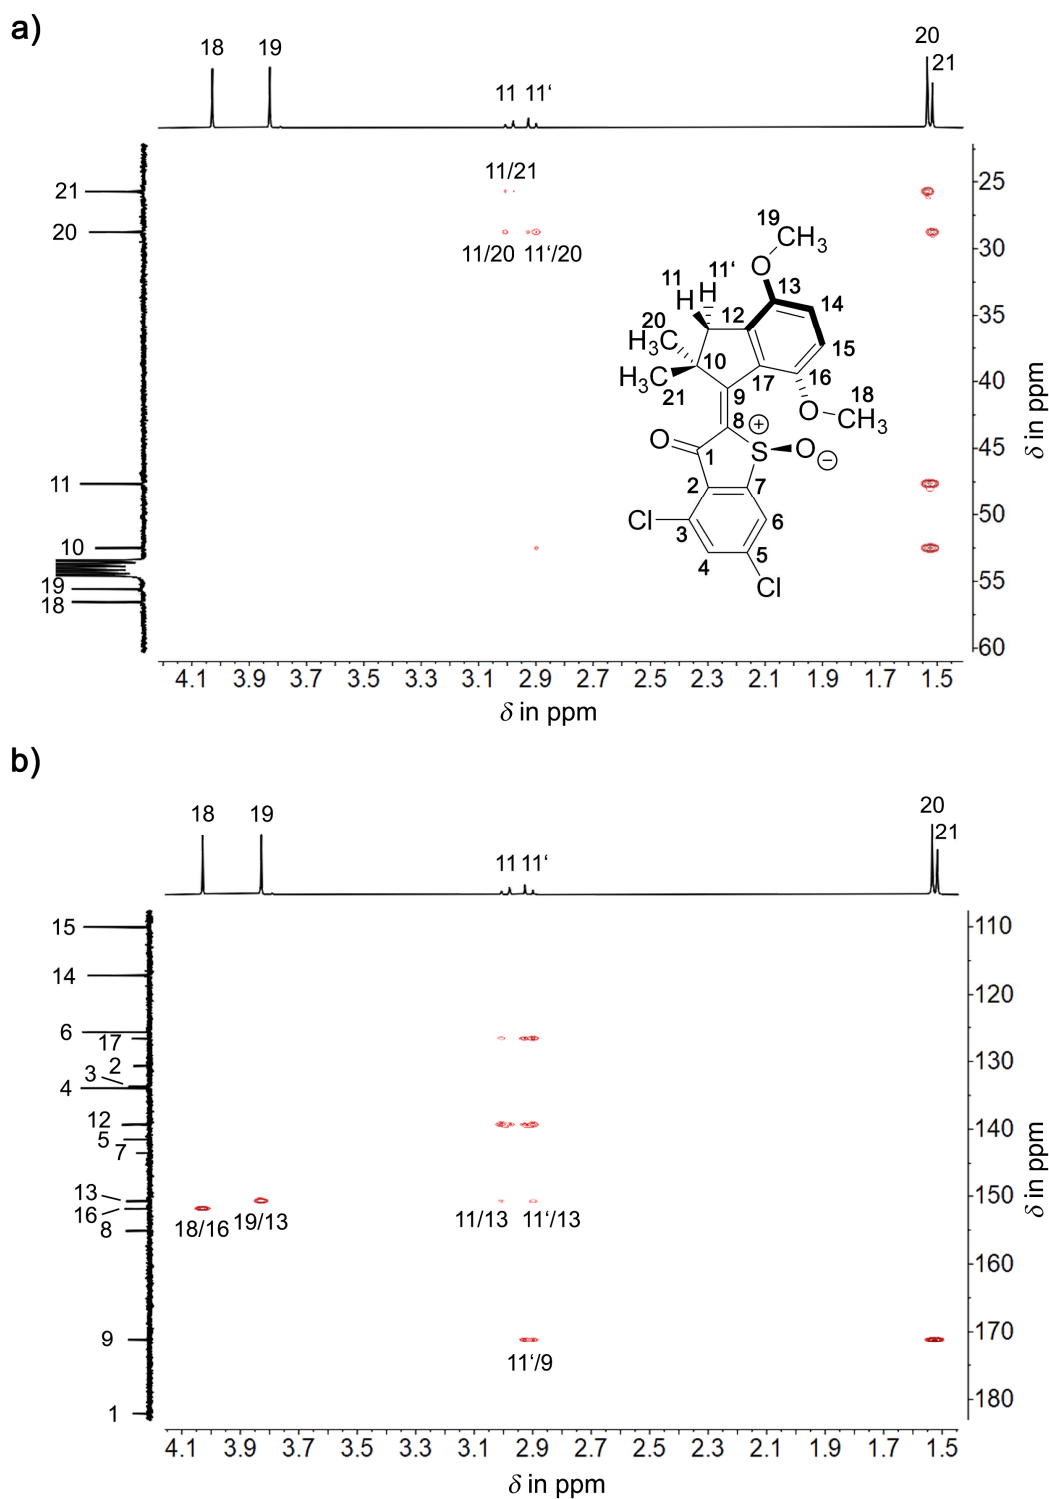 a)
18 19 11 11‘ 20
21
11/21
21
20
11/20 11‘/20
11
10
19
18
25
30
35
40
45
50
55
60
δ in ppm
19
CH3
O
11 11‘
H H
13
14
12
20
H3C
15
10
17
16
H3C
21
9
18
O CH3
8
O
1
S ⊕ O ⊖
2 7
Cl
3
6
4
5
Cl
4.1 3.9 3.7 3.5 3.3 3.1 2.9 2.7 2.5 2.3 2.1 1.9 1.7 1.5
δ in ppm
b)
18 19 11 11‘ 20
21
15
14
6
17
2
3
4
12
5
7
13
16
8
9
1
18/16 19/13 11/13 11‘/13
11‘/9
110
120
130
140
150
160
170
180
δ in ppm
4.1 3.9 3.7 3.5 3.3 3.1 2.9 2.7 2.5 2.3 2.1 1.9 1.7 1.5
δ in ppm